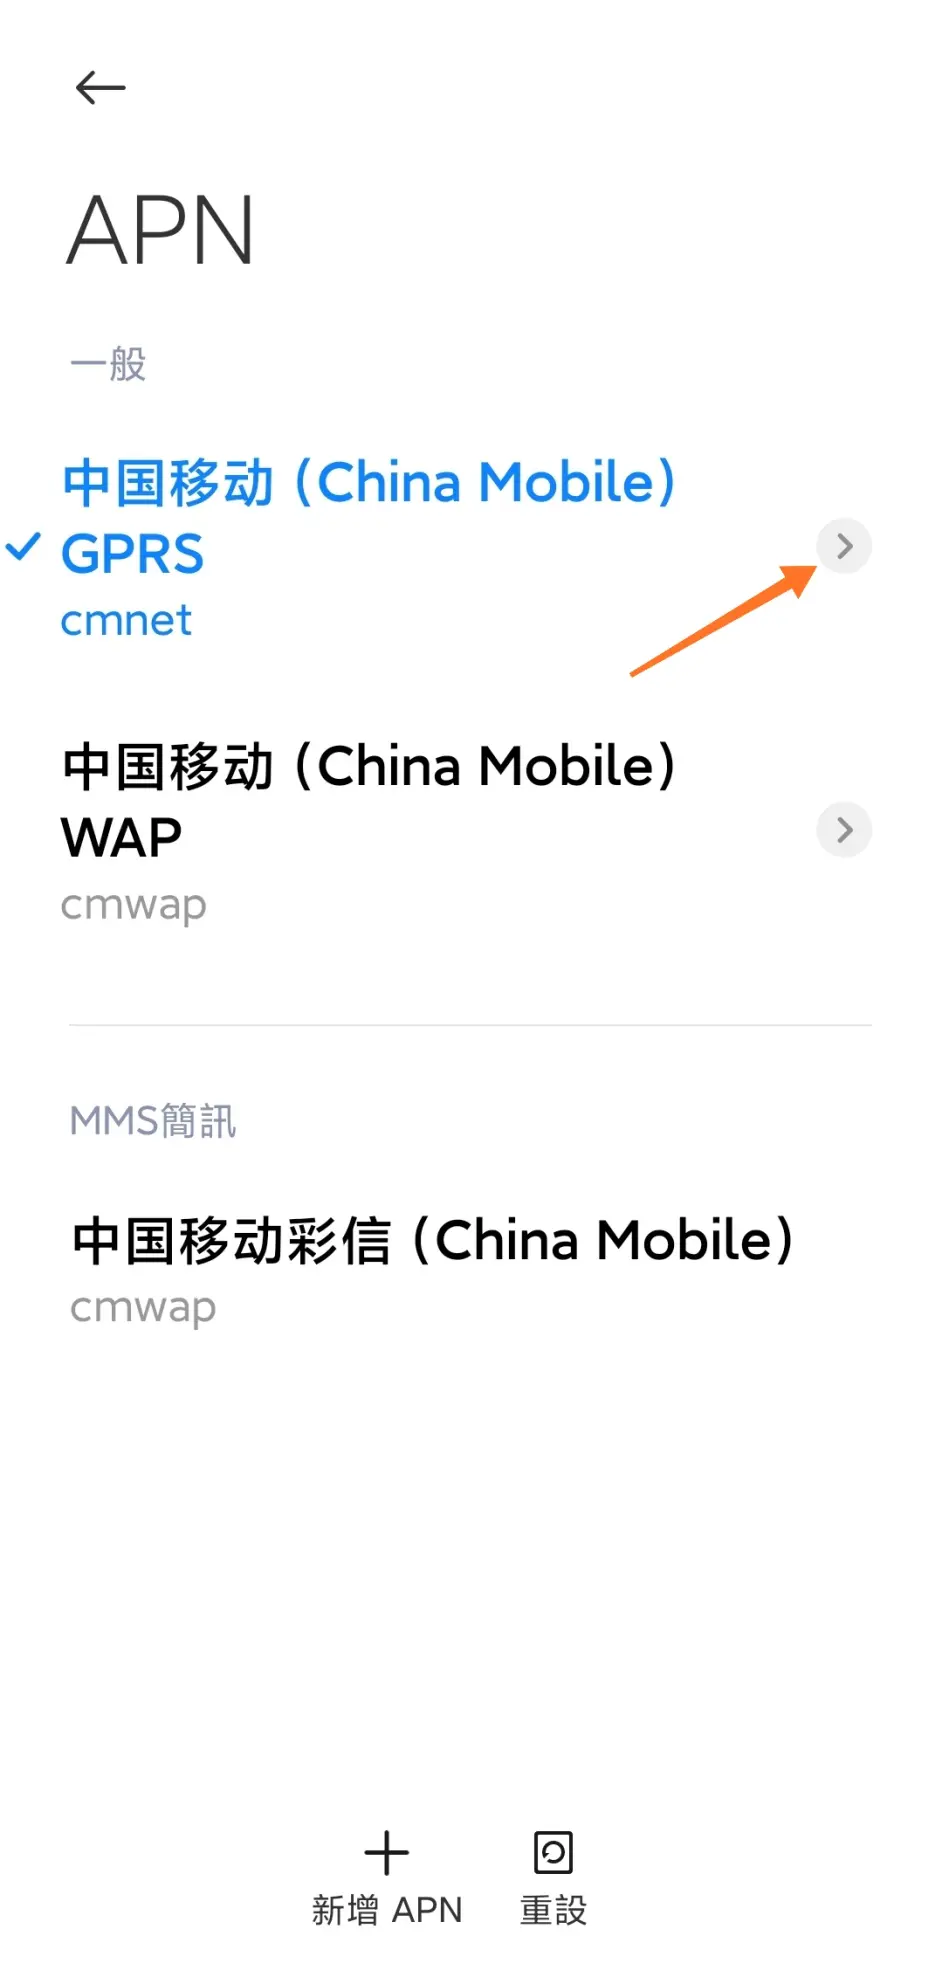 APN
一般
中国移动 (China Mobile)
GPRS
cmnet
中国移动 (China Mobile)
WAP
cmwap
MMS簡訊
中国移动彩信 (China Mobile)
cmwap
新增 APN
重設